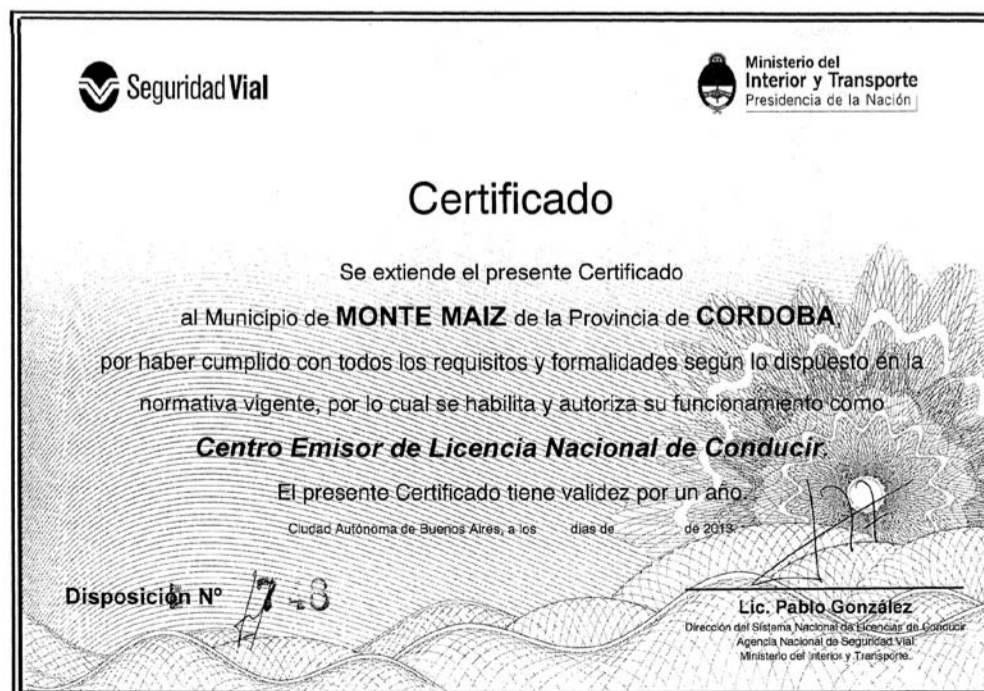 Seguridad Vial
Ministerio del
Interior y Transporte
Presidencia de la Nación
Certificado
Se extiende el presente Certificado
al Municipio de MONTE MAIZ de la Provincia de CORDOBA,
por haber cumplido con todos los requisitos y formalidades según lo dispuesto en la
normativa vigente, por lo cual se habilita y autoriza su funcionamiento como
Centro Emisor de Licencia Nacional de Conducir.
El presente Certificado tiene validez por un año.
Ciudad Autónoma de Buenos Aires, a los días de de 2013.
Disposición Nº
Lic. Pablo González
Dirección del Sistema Nacional de Licencias de Conducir
Agencia Nacional de Seguridad Vial
Ministerio del Interior y Transporte.